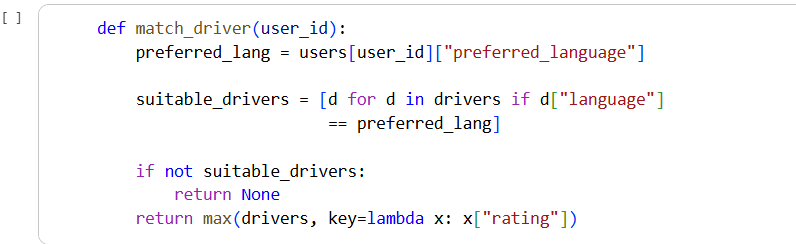 [ ]
def match_driver(user_id):
preferred_lang = users[user_id]["preferred_language"]
suitable_drivers = [d for d in drivers if d["language"]
== preferred_lang]
if not suitable_drivers:
return None
return max(drivers, key=lambda x: x["rating"])